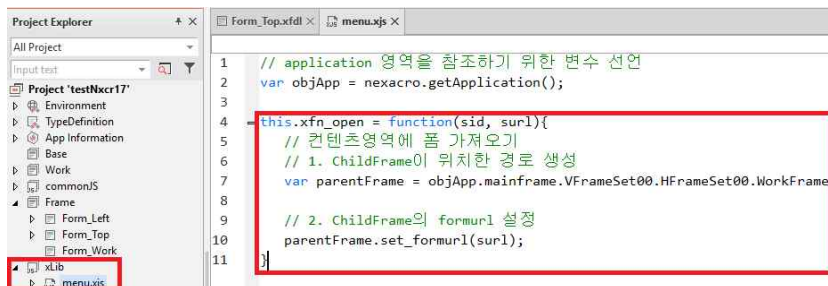 Project Explorer
All Project
Input text
Project 'testNxcr17'
Environment
TypeDefinition
App Information
Base
Work
commonJS
Frame
Form_Left
Form_Top
Form_Work
xLib
menu.xjs
Form_Top.xfdl × menu.xjs ×
1 // application 영역을 참조하기 위한 변수 선언
2 var objApp = nexacro.getApplication();
3
4 this.xfn_open = function(sid, surl){
5 // 컨텐츠영역에 폼 가져오기
6 // 1. ChildFrame이 위치한 경로 생성
7 var parentFrame = objApp.mainframe.VFrameSet00.HFrameSet00.WorkFrame
8
9 // 2. ChildFrame의 formurl 설정
10 parentFrame.set_formurl(surl);
11 }